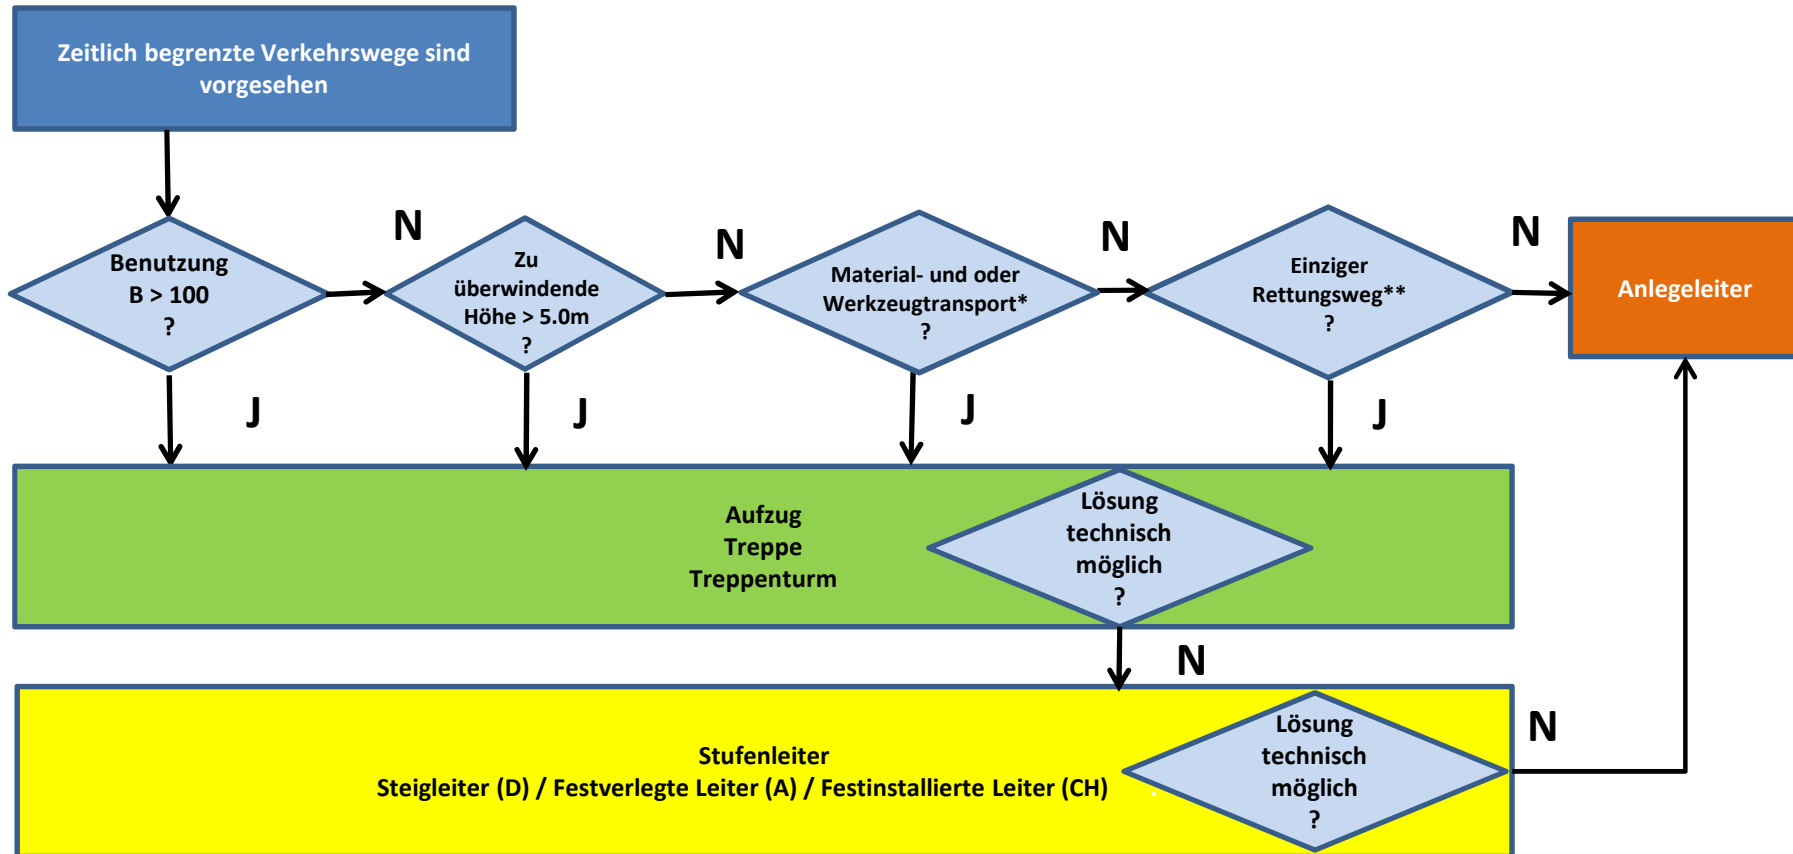 Zeitlich begrenzte Verkehrswege sind
vorgesehen
Benutzung
B > 100
?
N
Zu
überwindende
Höhe > 5.0m
?
N
Material- und oder
Werkzeugtransport*
?
N
Einziger
Rettungsweg**
?
N
Anlegeleiter
J
J
J
J
Aufzug
Treppe
Treppenturm
Lösung
technisch
möglich
?
N
Stufenleiter
Steigleiter (D) / Festverlegte Leiter (A) / Festinstallierte Leiter (CH)
Lösung
technisch
möglich
?
N